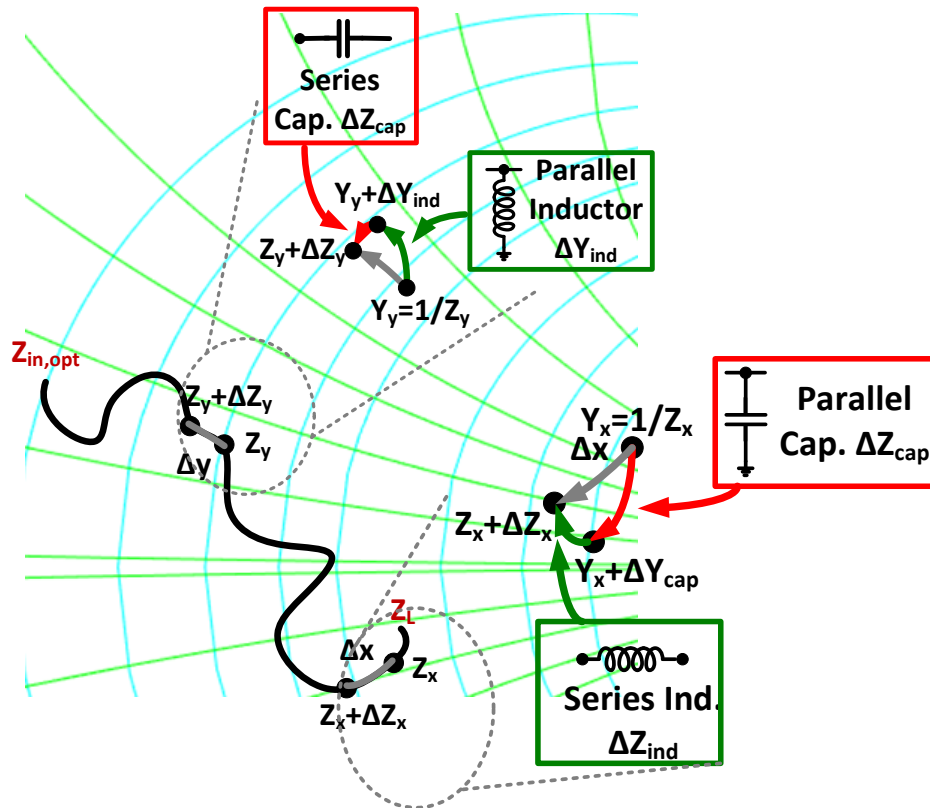 Series
Cap. ΔZcap
Parallel
Inductor
ΔYind
Yy+ΔYind
Zy+ΔZy
Yy=1/Zy
Zin,opt
Zy+ΔZy
Zy
Δy
Parallel
Cap. ΔZcap
Yx=1/Zx
Δx
Zx+ΔZx
Yx+ΔYcap
ZL
Δx
Zx
Zx+ΔZx
Series Ind.
ΔZind